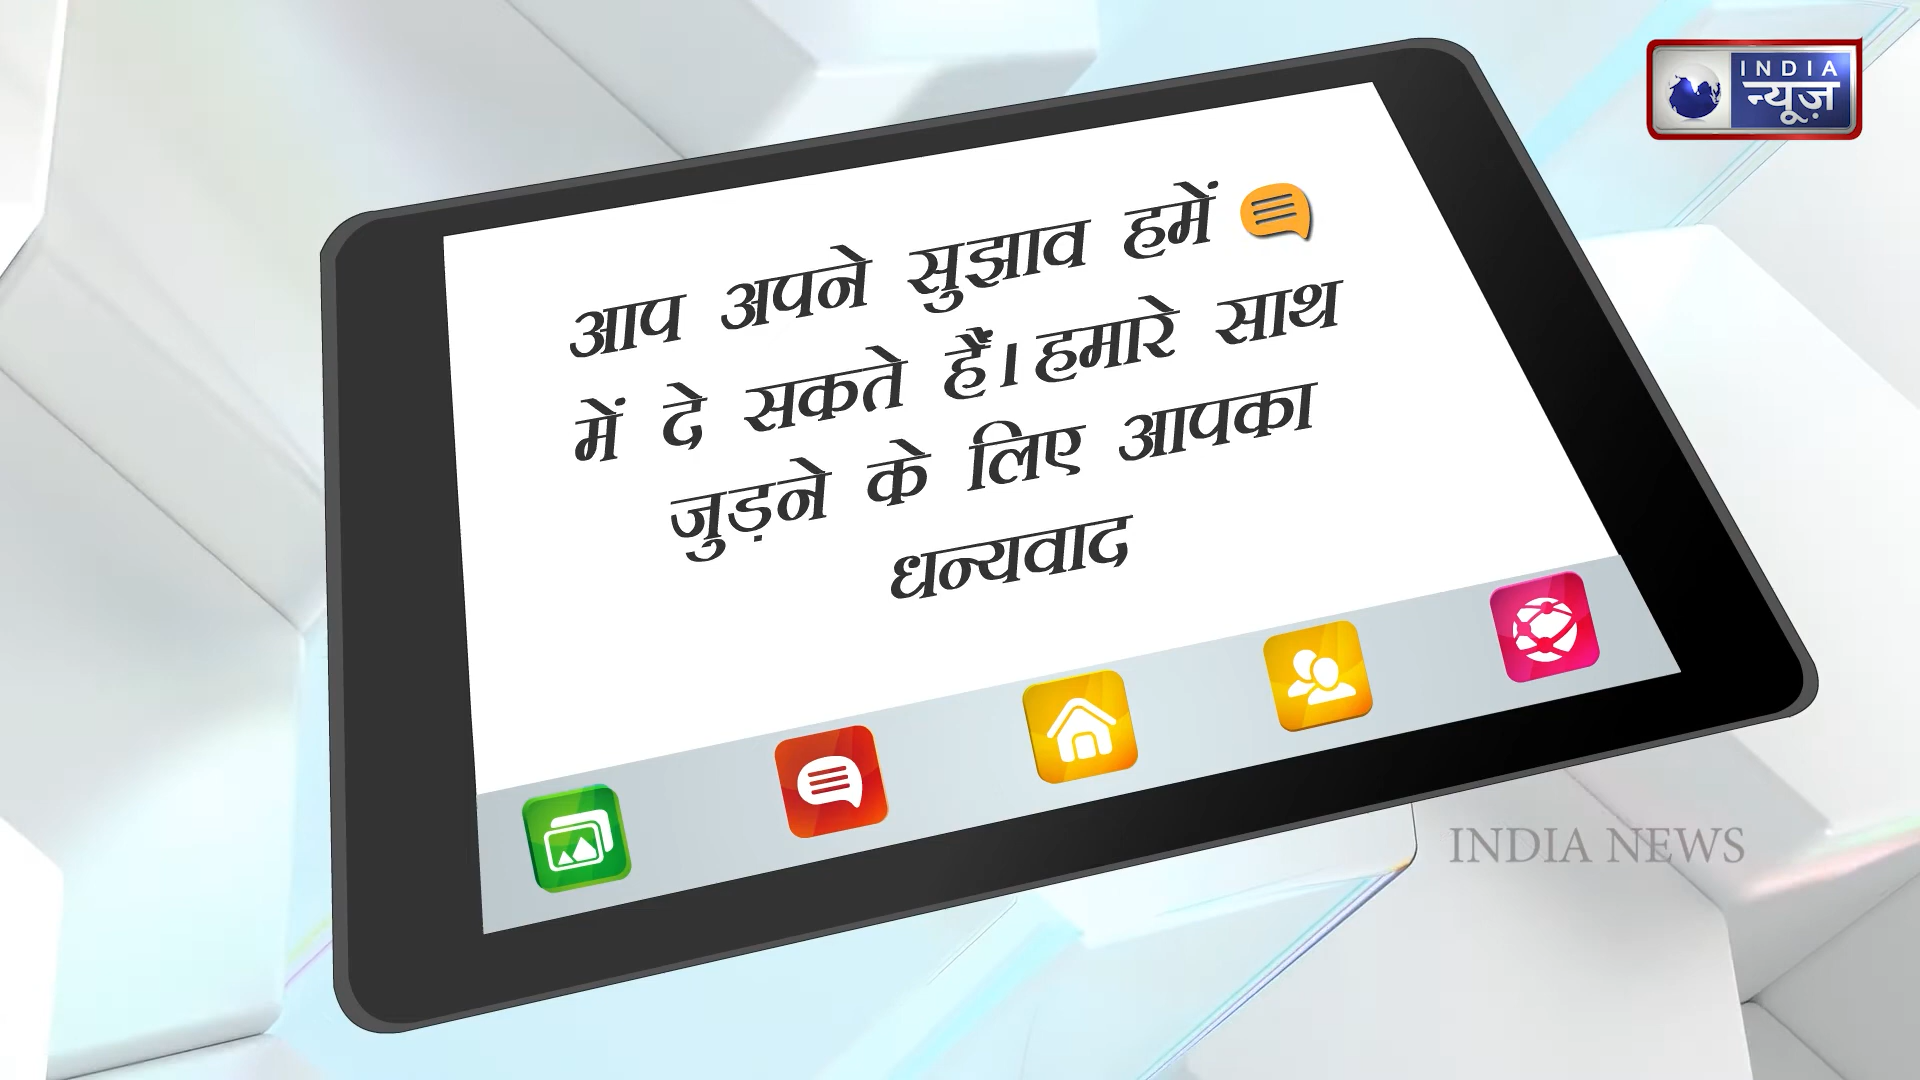 INDIA
न्यूज़
आप अपने सुझाव हमें
में दे सकते हैं। हमारे साथ
जुड़ने के लिए आपका
धन्यवाद
INDIA NEWS